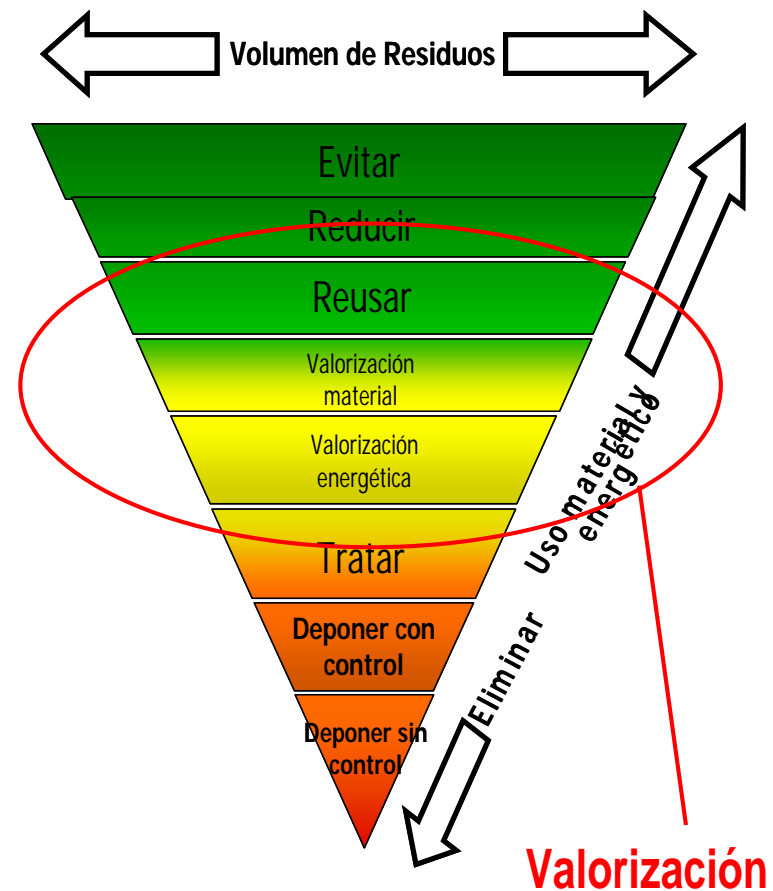 Volumen de Residuos
Evitar
Reducir
Reusar
Valorización
material
Valorización
energética
Tratar
Deponer con
control
Deponer sin
control
Uso material y
energético
Eliminar
Valorización